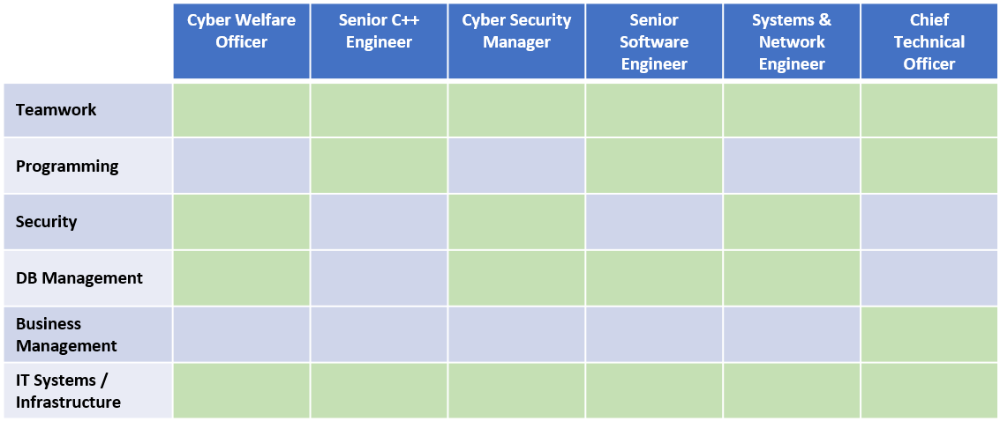 Cyber Welfare
Officer
Senior C++
Engineer
Cyber Security
Manager
Senior
Software
Engineer
Systems &
Network
Engineer
Chief
Technical
Officer
Teamwork
Programming
Security
DB Management
Business
Management
IT Systems /
Infrastructure